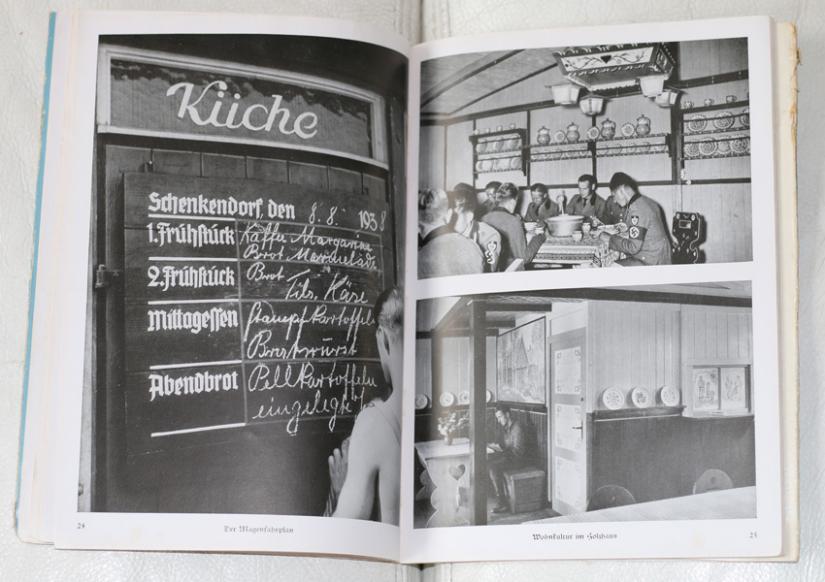 Küche
Schenkendorf, den 8.8. 1938
1. Frühstück Kaffee Margarine
Brot Marmelade
2. Frühstück Brot
Tils. Käse
Mittagessen Stampfkartoffeln
Bratwurst
Abendbrot Pellkartoffeln
eingelegte
24
Der Magenfahrplan
Wohnkultur im Holzhaus
25